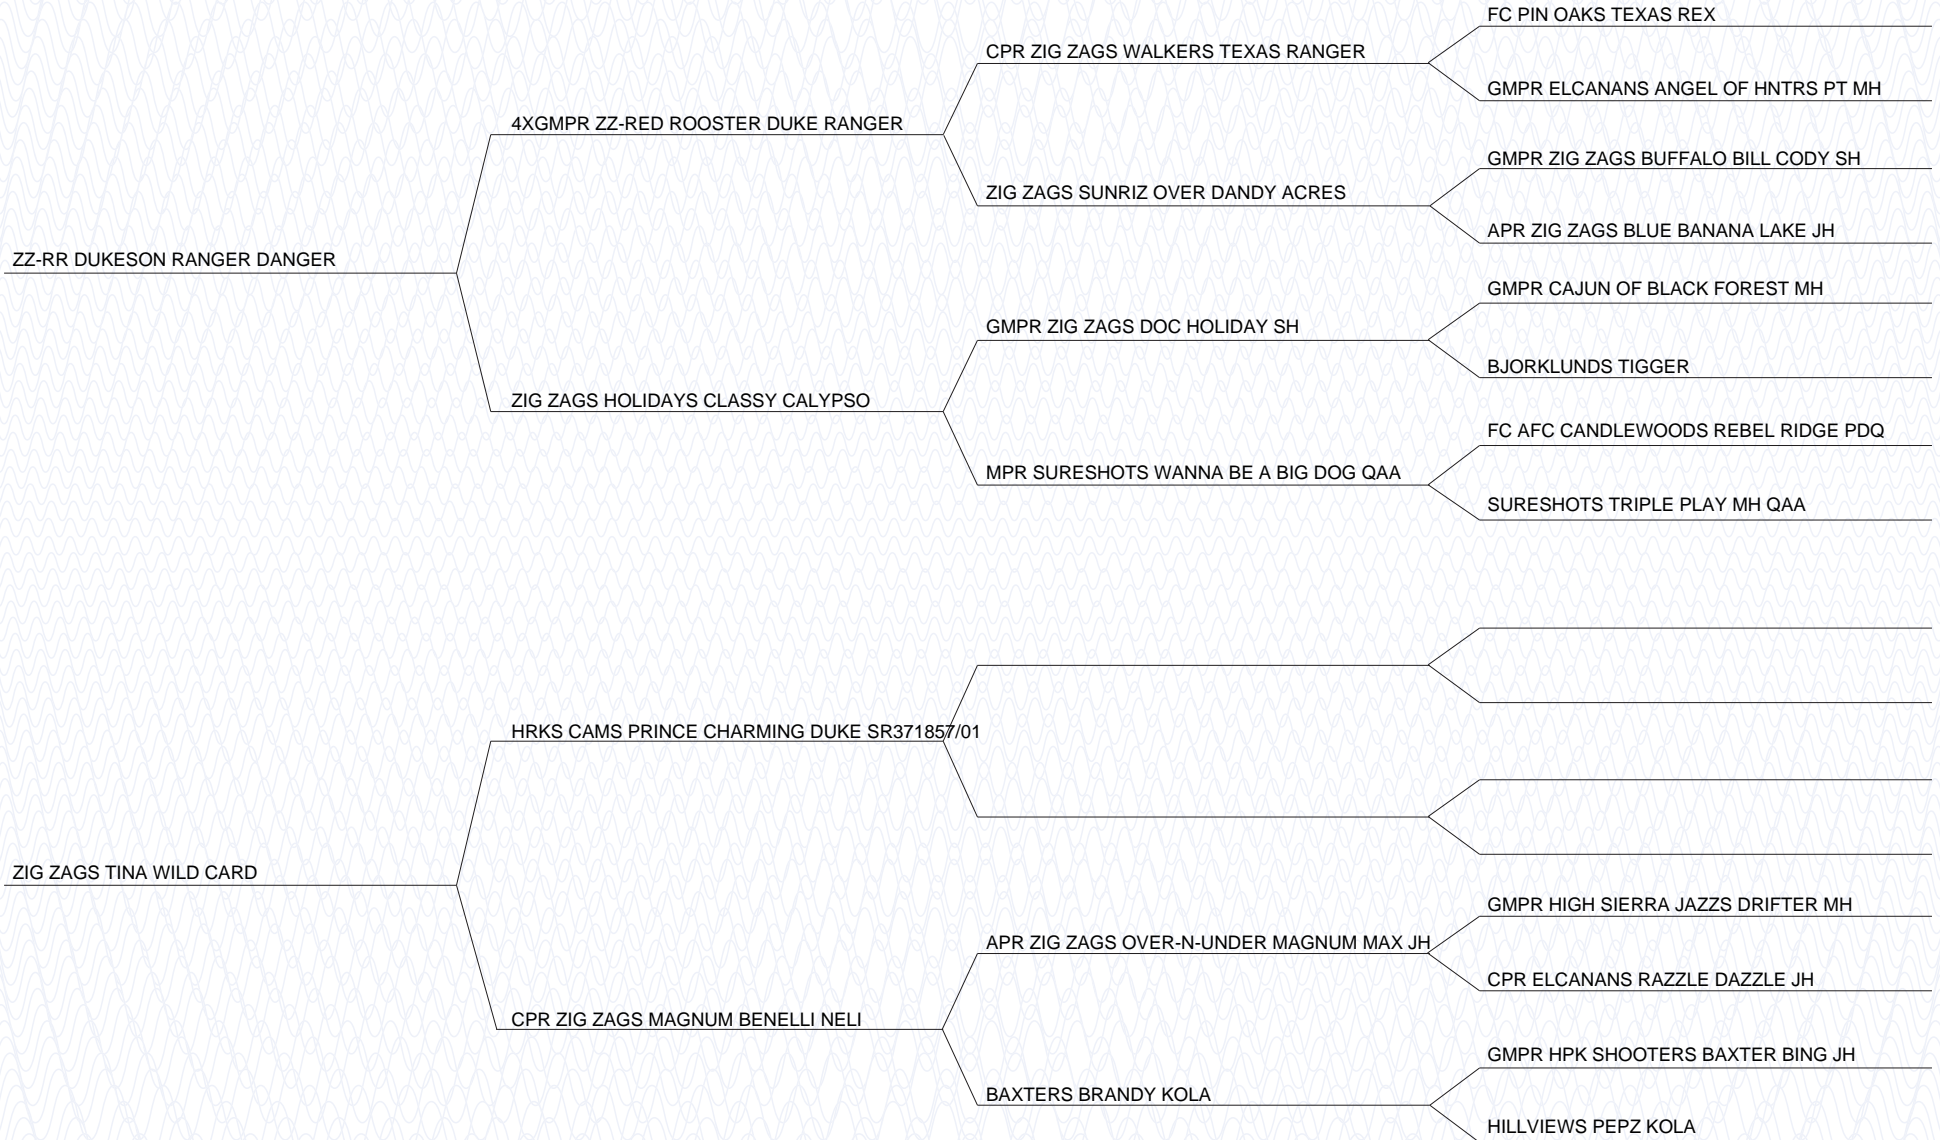 FC PIN OAKS TEXAS REX
CPR ZIG ZAGS WALKERS TEXAS RANGER
GMPR ELCANANS ANGEL OF HNTRS PT MH
4XGMPR ZZ-RED ROOSTER DUKE RANGER
GMPR ZIG ZAGS BUFFALO BILL CODY SH
ZIG ZAGS SUNRIZ OVER DANDY ACRES
APR ZIG ZAGS BLUE BANANA LAKE JH
ZZ-RR DUKESON RANGER DANGER
GMPR CAJUN OF BLACK FOREST MH
GMPR ZIG ZAGS DOC HOLIDAY SH
BJORKLUNDS TIGGER
ZIG ZAGS HOLIDAYS CLASSY CALYPSO
FC AFC CANDLEWOODS REBEL RIDGE PDQ
MPR SURESHOTS WANNA BE A BIG DOG QAA
SURESHOTS TRIPLE PLAY MH QAA
HRKS CAMS PRINCE CHARMING DUKE SR371857/01
ZIG ZAGS TINA WILD CARD
GMPR HIGH SIERRA JAZZS DRIFTER MH
APR ZIG ZAGS OVER-N-UNDER MAGNUM MAX JH
CPR ELCANANS RAZZLE DAZZLE JH
CPR ZIG ZAGS MAGNUM BENELLI NELI
GMPR HPK SHOOTERS BAXTER BING JH
BAXTERS BRANDY KOLA
HILLVIEWS PEPZ KOLA